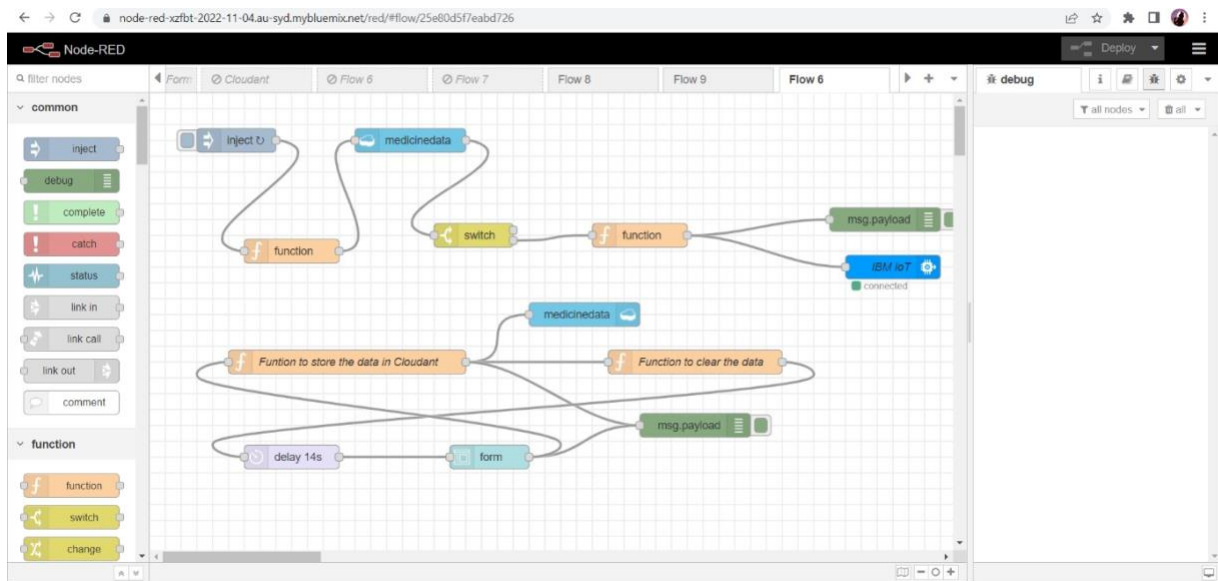 node-red-xzfbt-2022-11-04.au-syd.mybluemix.net/red/#flow/25e80d5f7eabd726
Node-RED
Deploy
filter nodes
Form
Cloudant
Flow 6
Flow 7
Flow 8
Flow 9
Flow 6
debug
i
all nodes
all
common
inject
debug
complete
catch
status
link in
link call
link out
comment
function
function
switch
change
inject ↻
medicinedata
function
switch
function
msg.payload
IBM IoT
connected
medicinedata
Funtion to store the data in Cloudant
Function to clear the data
msg.payload
delay 14s
form